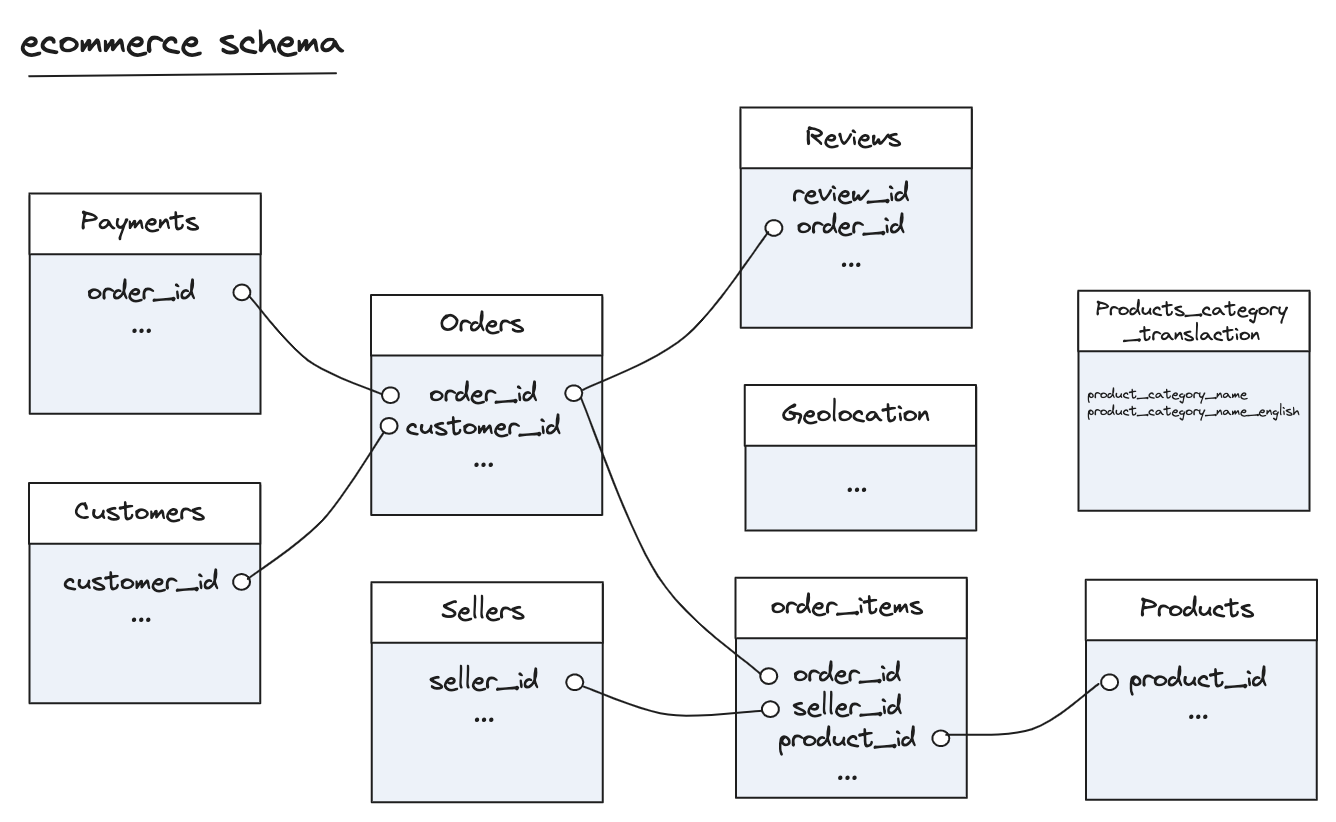 ecommerce schema
Payments
order_id
...
Customers
customer_id
...
Orders
order_id
customer_id
...
Sellers
seller_id
...
Reviews
review_id
order_id
...
Geolocation
...
order_items
order_id
seller_id
product_id
...
Products_category
_translaction
product_category_name
product_category_name_english
Products
product_id
...